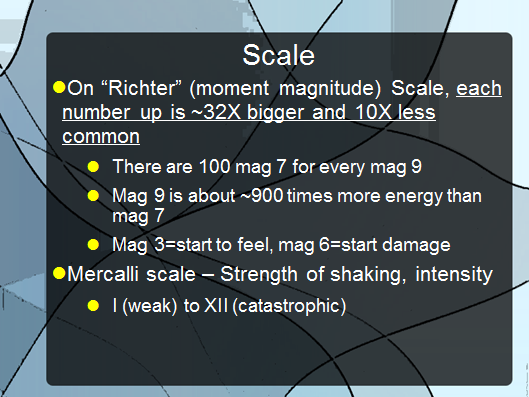 Scale
On “Richter” (moment magnitude) Scale, each
number up is ~32X bigger and 10X less
common
There are 100 mag 7 for every mag 9
Mag 9 is about ~900 times more energy than
mag 7
Mag 3=start to feel, mag 6=start damage
Mercalli scale – Strength of shaking, intensity
I (weak) to XII (catastrophic)